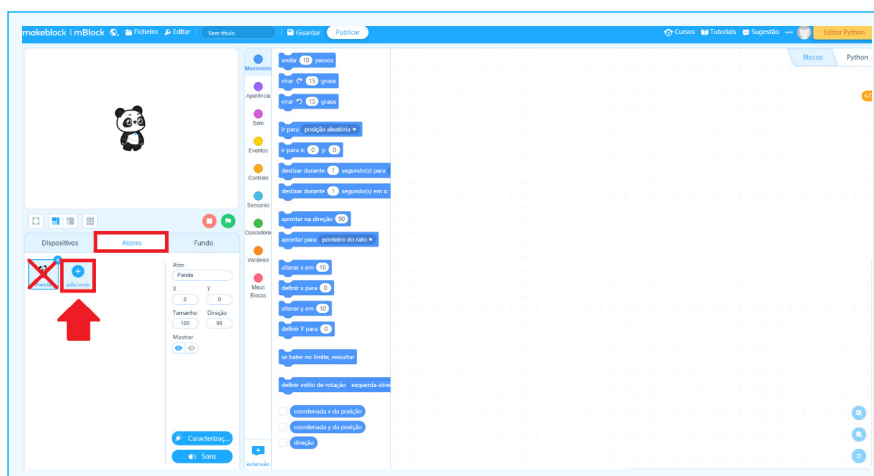 makeblock | mBlock Ficheiro Editar Sem título Guardar Publicar Cursos Tutoriais Sugestão Editor Python
Blocos Python
Movimento
Aparência
Som
Eventos
Controlo
Sensores
Operadore
Variáveis
Meus
Blocos
extensão
andar 10 passos
virar 15 graus
virar 15 graus
ir para posição aleatória
ir para x: 0 y: 0
deslizar durante 1 segundo(s) para
deslizar durante 1 segundo(s) em x:
apontar na direção 90
apontar para ponteiro do rato
alterar x em 10
definir x para 0
alterar y em 10
definir Y para 0
se bater no limite, ressaltar
definir estilo de rotação esquerda-dire
coordenada x da posição
coordenada y da posição
direção
Dispositivos Atores Fundo
Panda adicionar
Ator
Panda
X Y
0 0
Tamanho Direção
100 90
Mostrar
Caracterizaç...
Sons